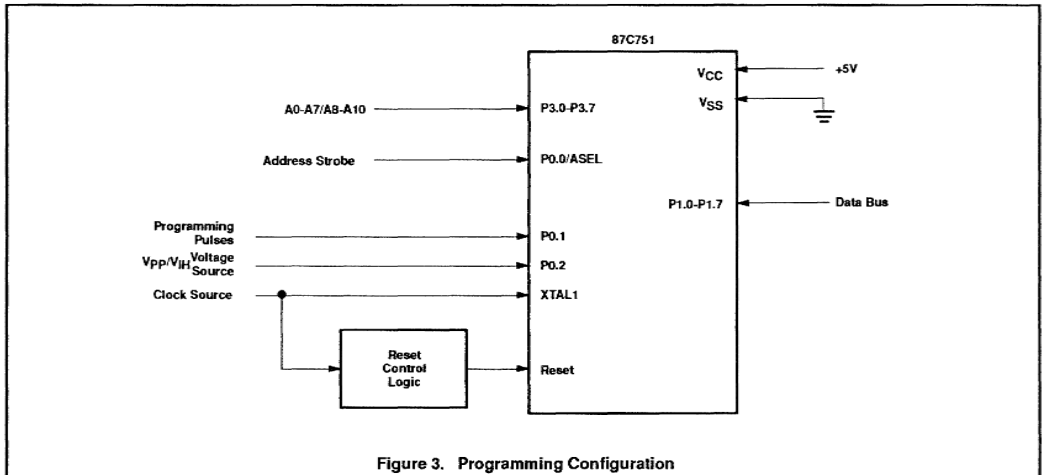 87C751
VCC
+5V
VSS
A0-A7/A8-A10
P3.0-P3.7
Address Strobe
P0.0/ASEL
P1.0-P1.7
Data Bus
Programming
Pulses
P0.1
VPP/VIH Voltage
Source
P0.2
Clock Source
XTAL1
Reset
Control
Logic
Reset
Figure 3. Programming Configuration